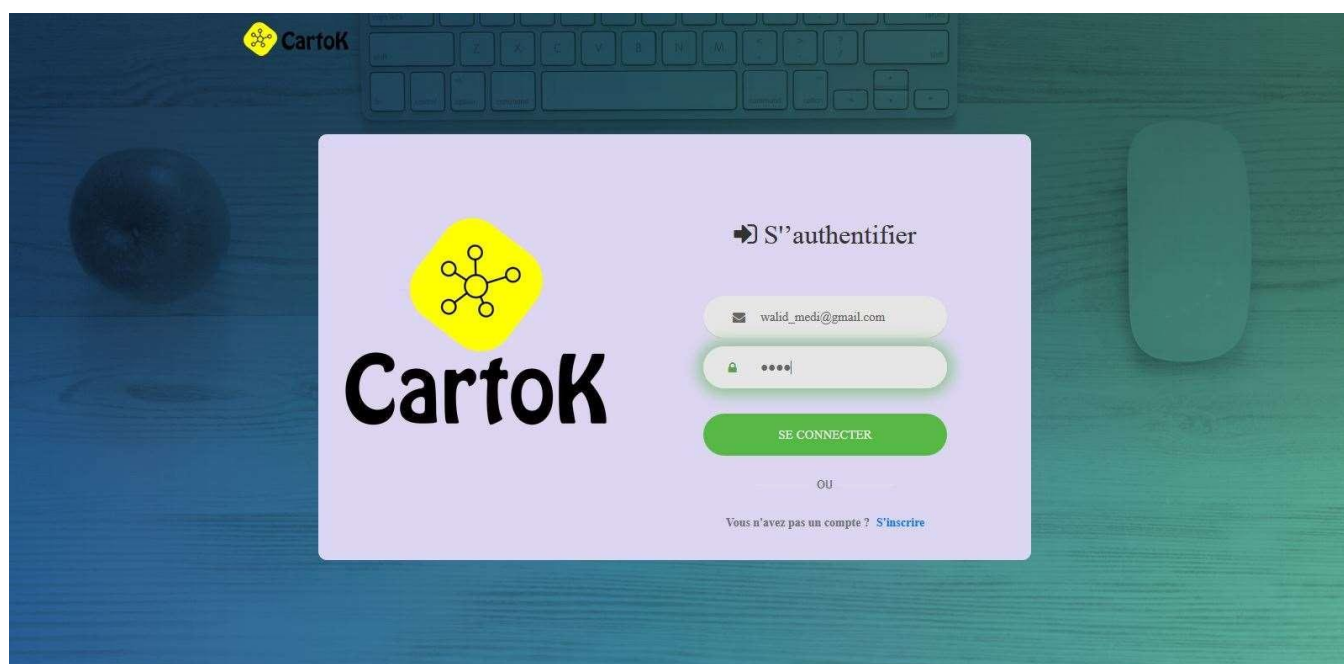 CartoK
Z X C V B N M
S''authentifier
walid_medi@gmail.com
CartoK
SE CONNECTER
OU
Vous n'avez pas un compte ? S'inscrire